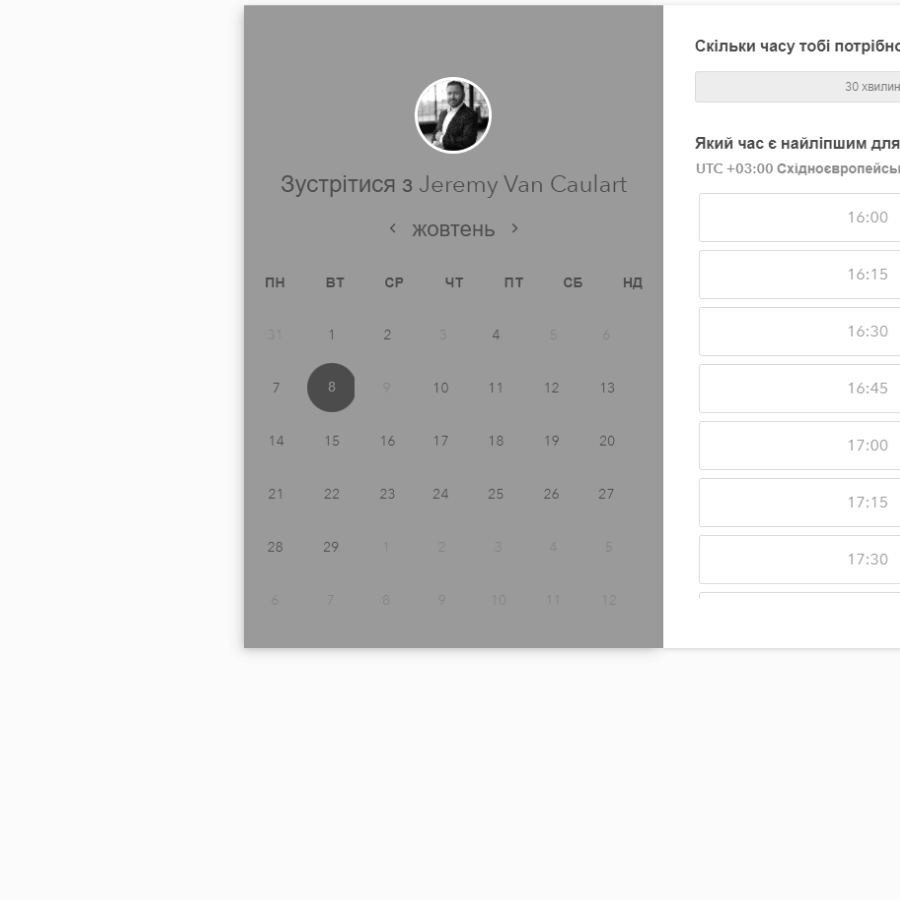 Зустрітися з Jeremy Van Caulart
жовтень
ПН ВТ СР ЧТ ПТ СБ НД
31 1 2 3 4 5 6
7 8 9 10 11 12 13
14 15 16 17 18 19 20
21 22 23 24 25 26 27
28 29 1 2 3 4 5
6 7 8 9 10 11 12
Скільки часу тобі потрібно
30 хвилин
Який час є найліпшим для
UTC +03:00 Східноєвропейсь
16:00
16:15
16:30
16:45
17:00
17:15
17:30